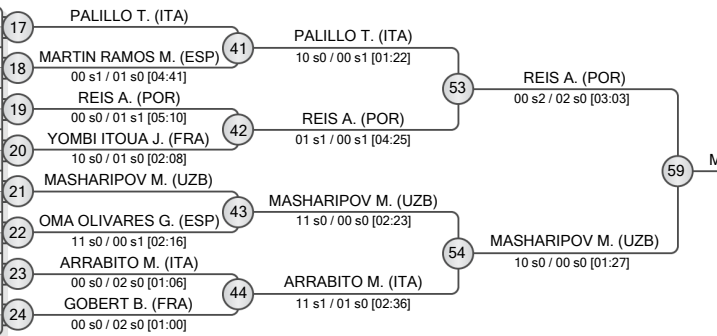 17
PALILLO T. (ITA)
18
MARTIN RAMOS M. (ESP)
00 s1 / 01 s0 [04:41]
19
REIS A. (POR)
00 s0 / 01 s1 [05:10]
20
YOMBI ITOUA J. (FRA)
10 s0 / 01 s0 [02:08]
21
MASHARIPOV M. (UZB)
22
OMA OLIVARES G. (ESP)
11 s0 / 00 s1 [02:16]
23
ARRABITO M. (ITA)
00 s0 / 02 s0 [01:06]
24
GOBERT B. (FRA)
00 s0 / 02 s0 [01:00]
41
PALILLO T. (ITA)
10 s0 / 00 s1 [01:22]
42
REIS A. (POR)
01 s1 / 00 s1 [04:25]
43
MASHARIPOV M. (UZB)
11 s0 / 00 s0 [02:23]
44
ARRABITO M. (ITA)
11 s1 / 01 s0 [02:36]
53
REIS A. (POR)
00 s2 / 02 s0 [03:03]
54
MASHARIPOV M. (UZB)
10 s0 / 00 s0 [01:27]
59